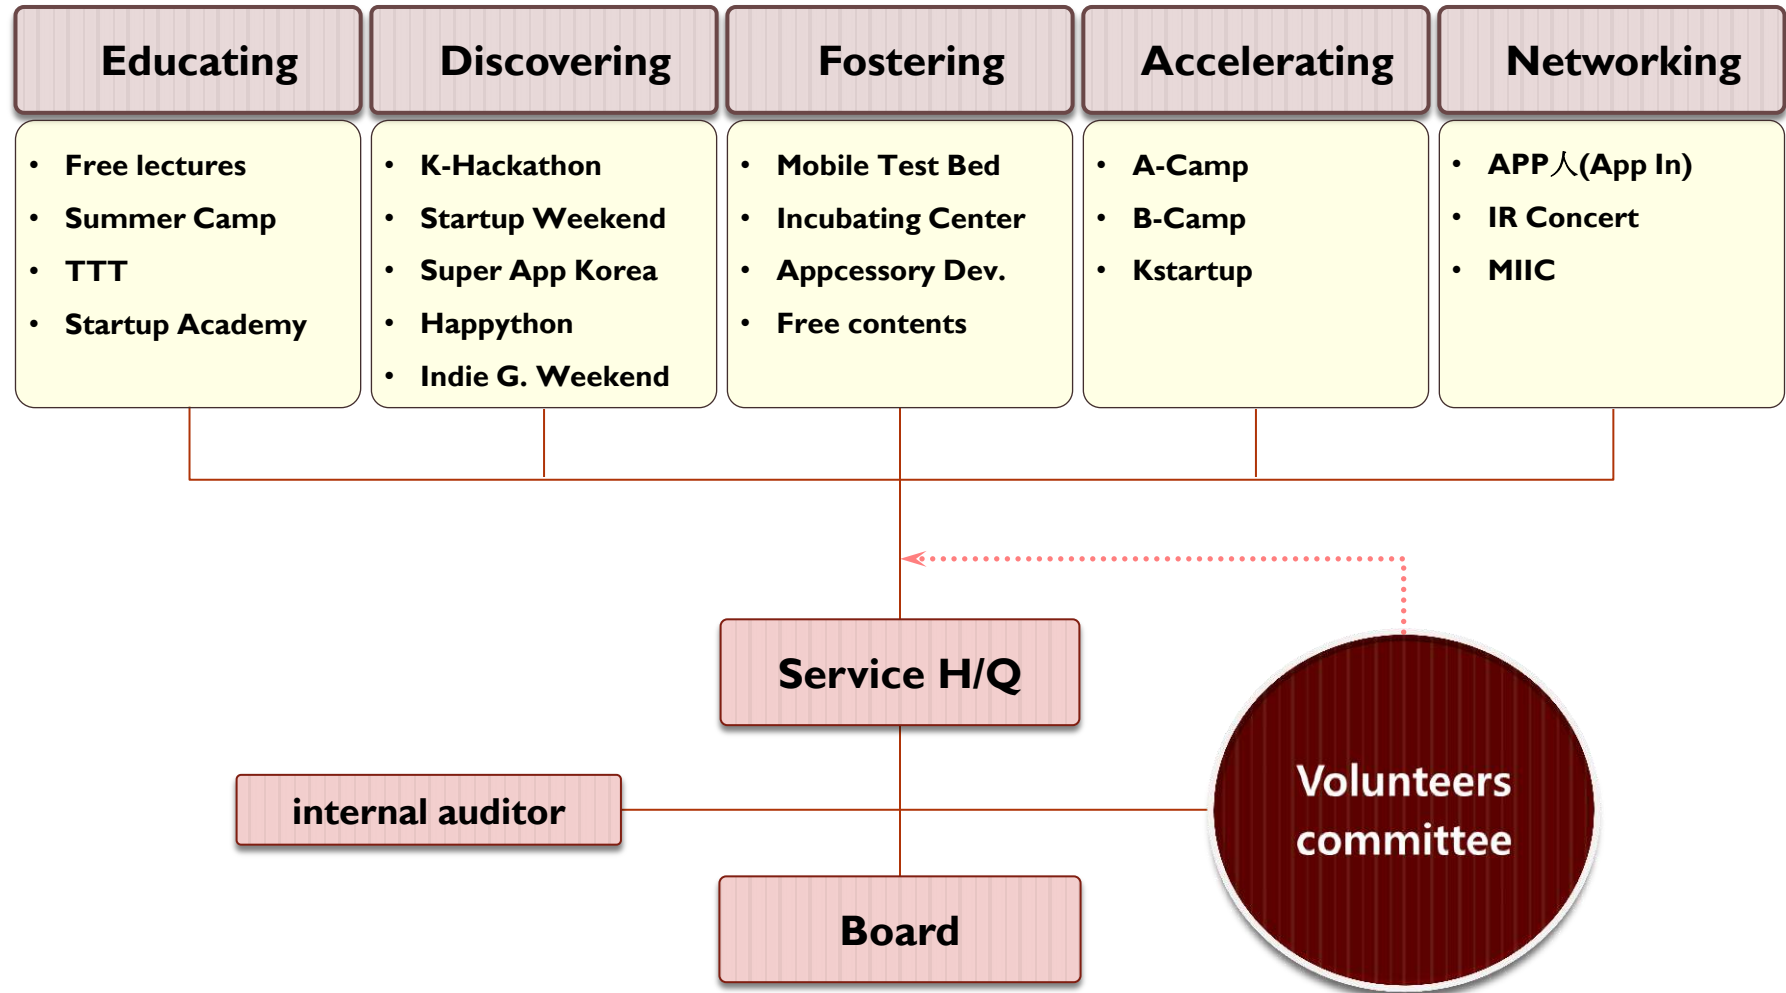 Educating
Discovering
Fostering
Accelerating
Networking
• Free lectures
• Summer Camp
• TTT
• Startup Academy
• K-Hackathon
• Startup Weekend
• Super App Korea
• Happython
• Indie G. Weekend
• Mobile Test Bed
• Incubating Center
• Appcessory Dev.
• Free contents
• A-Camp
• B-Camp
• Kstartup
• APP人(App In)
• IR Concert
• MIIC
Service H/Q
internal auditor
Volunteers
committee
Board